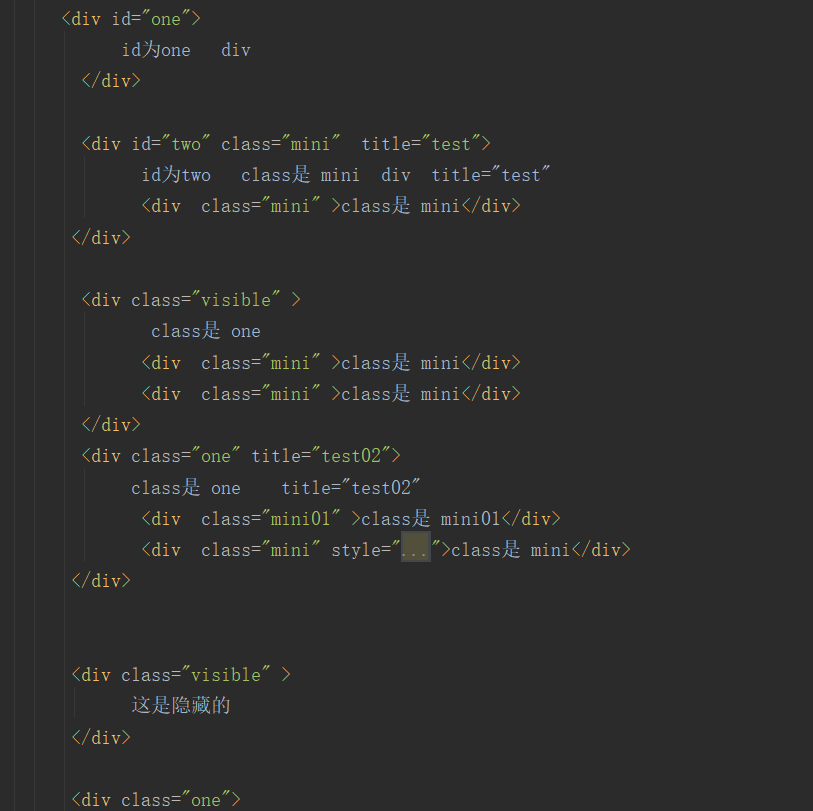 <div id="one">
id为one   div
</div>
<div id="two" class="mini"  title="test">
id为two   class是 mini  div  title="test"
<div  class="mini" >class是 mini</div>
</div>
<div class="visible" >
class是 one
<div  class="mini" >class是 mini</div>
<div  class="mini" >class是 mini</div>
</div>
<div class="one" title="test02">
class是 one    title="test02"
<div  class="mini01" >class是 mini01</div>
<div  class="mini" style="...">class是 mini</div>
</div>
<div class="visible" >
这是隐藏的
</div>
<div class="one">